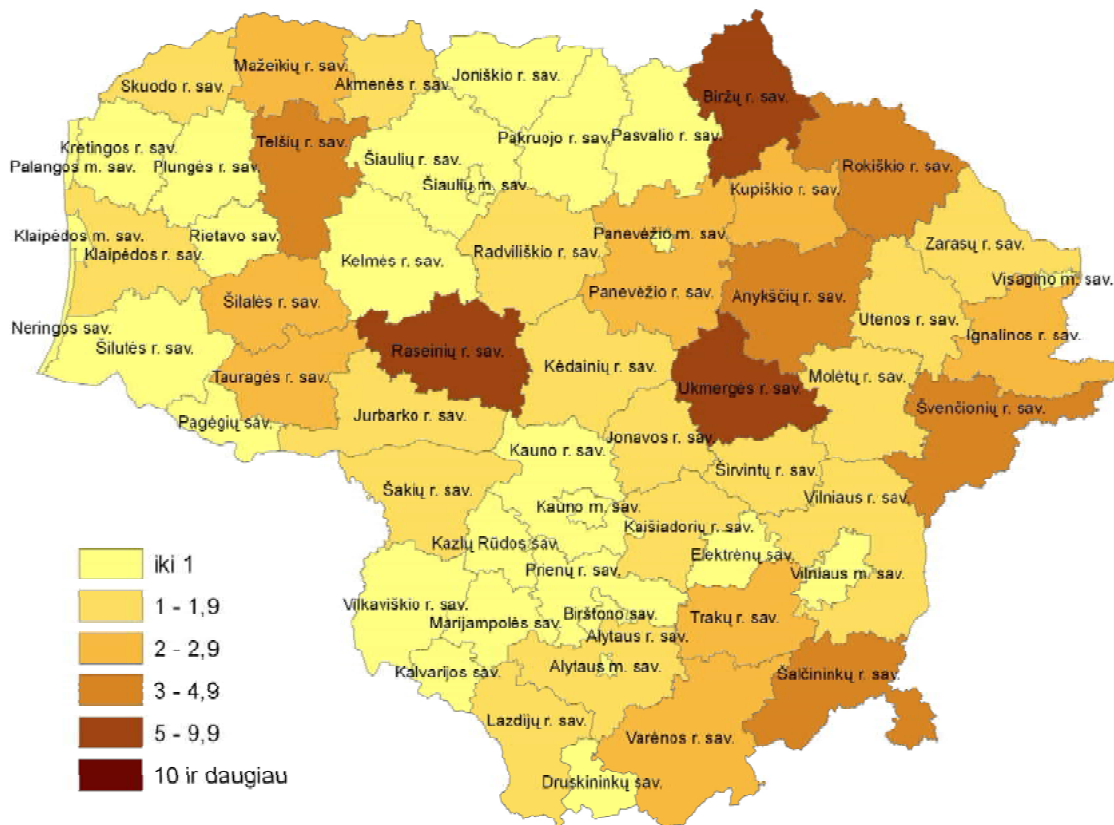 Mažeikių r. sav.
Skuodo r. sav.
Akmenės r. sav.
Joniškio r. sav.
Biržų r. sav.
Kretingos r. sav.
Telšių r. sav.
Pakruojo r. sav.
Pasvalio r. sav.
Palangos m. sav.
Plungės r. sav.
Šiaulių r. sav.
Šiaulių m. sav.
Rokiškio r. sav.
Kupiškio r. sav.
Klaipėdos m. sav.
Rietavo sav.
Klaipėdos r. sav.
Kelmės r. sav.
Radviliškio r. sav.
Panevėžio m. sav.
Zarasų r. sav.
Visagino m. sav.
Šilalės r. sav.
Panevėžio r. sav.
Anykščių r. sav.
Utenos r. sav.
Ignalinos r. sav.
Neringos sav.
Šilutės r. sav.
Raseinių r. sav.
Kėdainių r. sav.
Tauragės r. sav.
Ukmergės r. sav.
Molėtų r. sav.
Pagėgių sav.
Jurbarko r. sav.
Švenčionių r. sav.
Jonavos r. sav.
Kauno r. sav.
Širvintų r. sav.
Šakių r. sav.
Vilniaus r. sav.
Kauno m. sav.
Kaišiadorių r. sav.
Kazlų Rūdos sav.
Elektrėnų sav.
Prienų r. sav.
Vilniaus m. sav.
Vilkaviškio r. sav.
Marijampolės sav.
Birštono sav.
Trakų r. sav.
Alytaus r. sav.
Kalvarijos sav.
Alytaus m. sav.
Šalčininkų r. sav.
Lazdijų r. sav.
Varėnos r. sav.
Druskininkų sav.
iki 1
1 - 1,9
2 - 2,9
3 - 4,9
5 - 9,9
10 ir daugiau